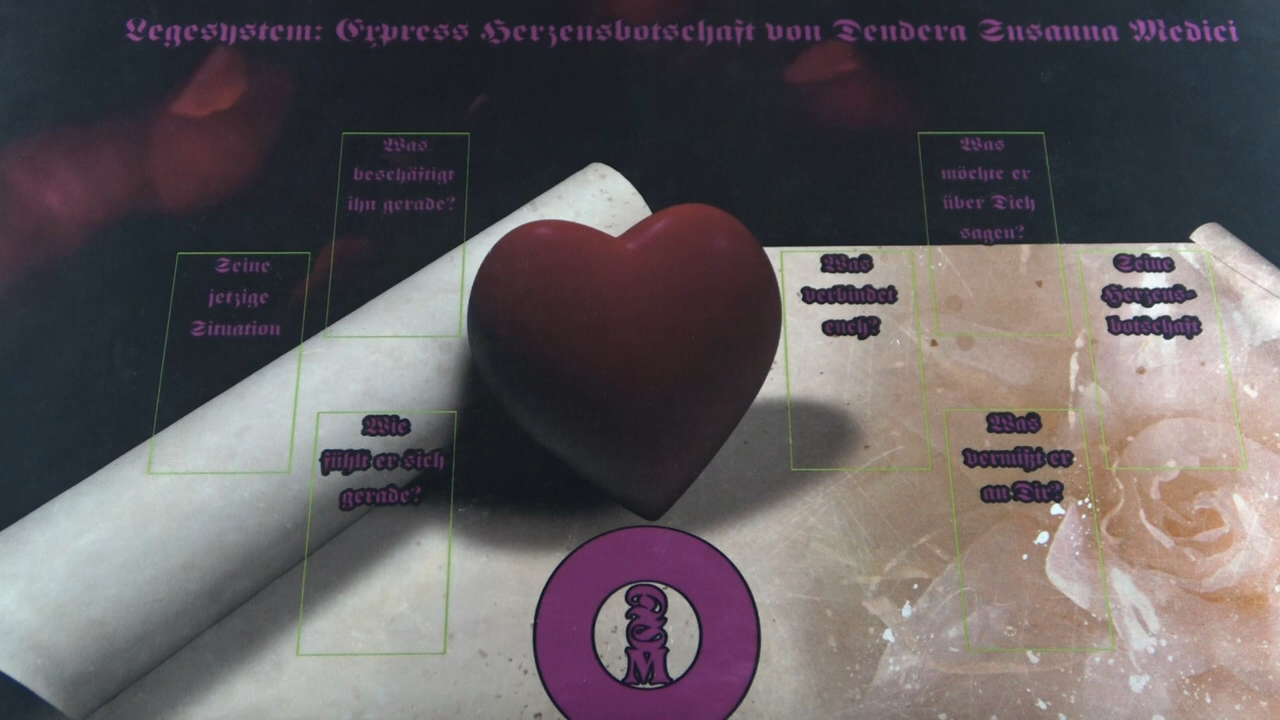 Legesystem: Express Herzensbotschaft von Dendera Susanna Medici
Seine
jetzige
Situation
Was
beschäftigt
ihn gerade?
Wie
fühlt er sich
gerade?
Was
verbindet
euch?
Was
möchte er
über Dich
sagen?
Was
vermißt er
an Dir?
Seine
Herzens-
botschaft
DSM